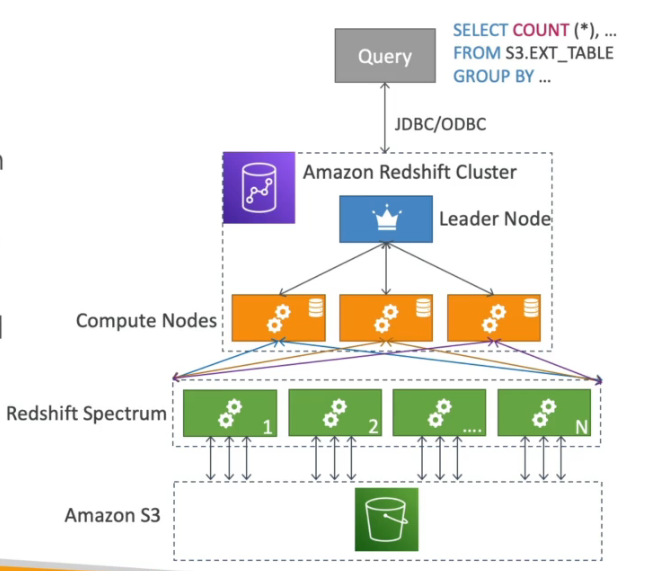 SELECT COUNT (*), ...
FROM S3.EXT_TABLE
GROUP BY ...
Query
JDBC/ODBC
Amazon Redshift Cluster
Leader Node
Compute Nodes
Redshift Spectrum
1
2
....
N
Amazon S3